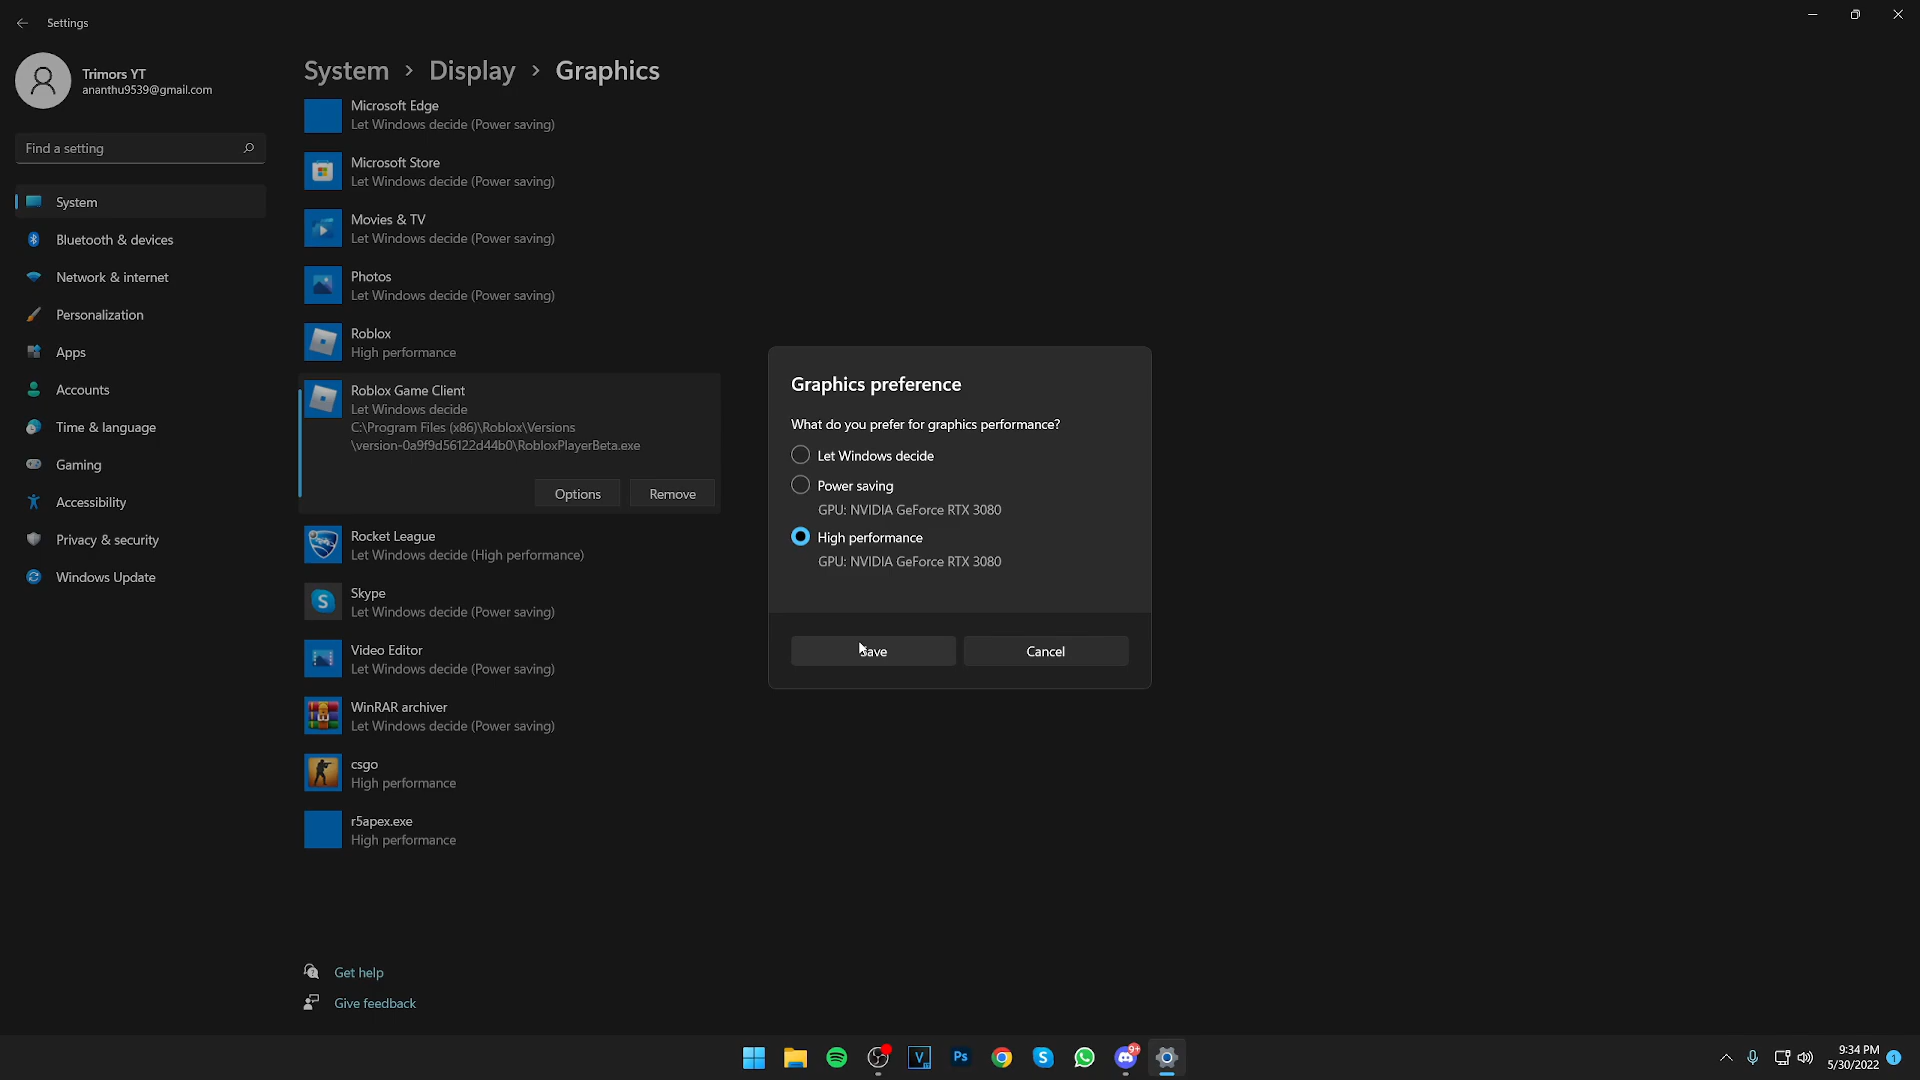 Settings
Trimors YT
ananthu9539@gmail.com
Find a setting
System
Bluetooth & devices
Network & internet
Personalization
Apps
Accounts
Time & language
Gaming
Accessibility
Privacy & security
Windows Update
System > Display > Graphics
Microsoft Edge
Let Windows decide (Power saving)
Microsoft Store
Let Windows decide (Power saving)
Movies & TV
Let Windows decide (Power saving)
Photos
Let Windows decide (Power saving)
Roblox
High performance
Roblox Game Client
Let Windows decide
C:\Program Files (x86)\Roblox\Versions
\version-0a9f9d56122d44b0\RobloxPlayerBeta.exe
Options Remove
Rocket League
Let Windows decide (High performance)
Skype
Let Windows decide (Power saving)
Video Editor
Let Windows decide (Power saving)
WinRAR archiver
Let Windows decide (Power saving)
csgo
High performance
r5apex.exe
High performance
Get help
Give feedback
Graphics preference
What do you prefer for graphics performance?
Let Windows decide
Power saving
GPU: NVIDIA GeForce RTX 3080
High performance
GPU: NVIDIA GeForce RTX 3080
Save Cancel
V
Ps
S
9+
9:34 PM
5/30/2022
1